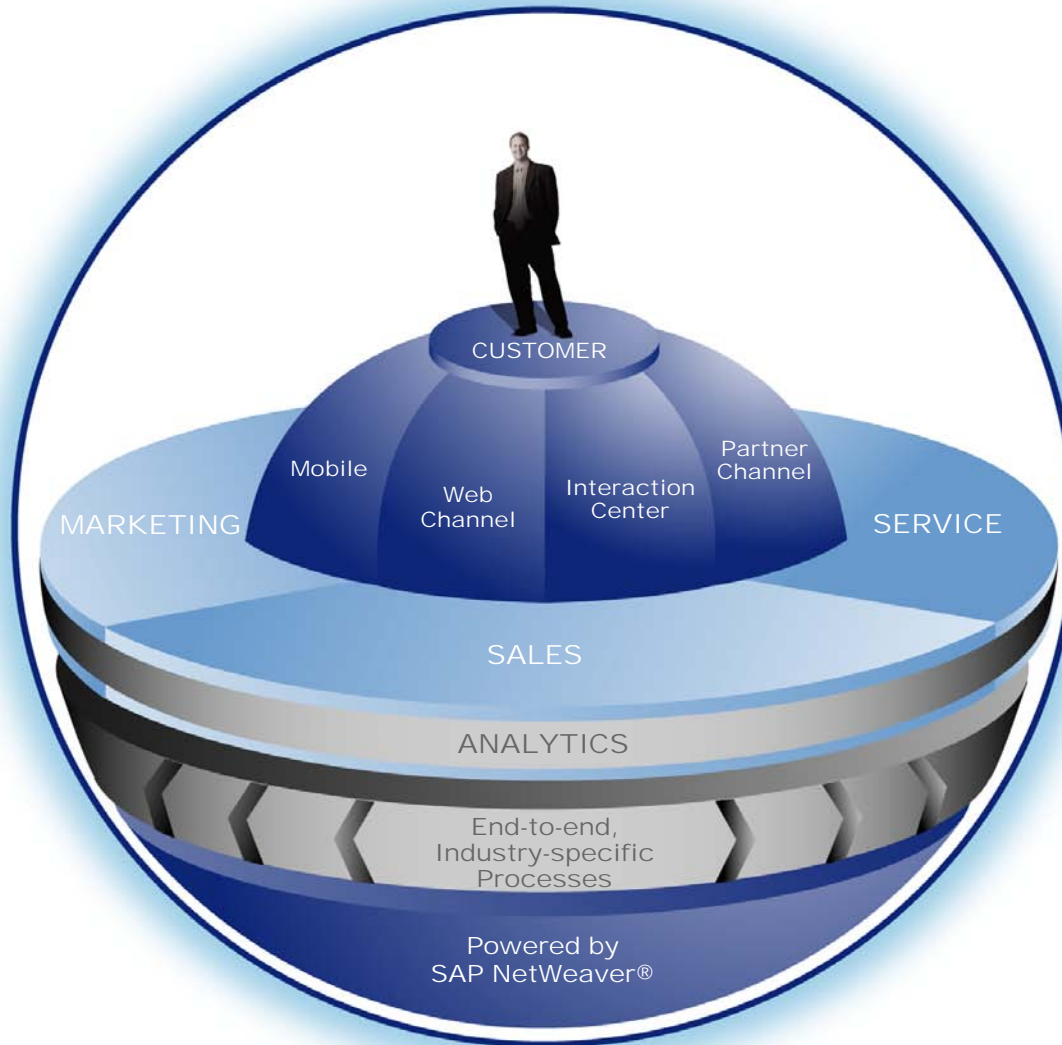 CUSTOMER
Mobile
Web
Channel
Interaction
Center
Partner
Channel
MARKETING
SERVICE
SALES
ANALYTICS
End-to-end,
Industry-specific
Processes
Powered by
SAP NetWeaver®